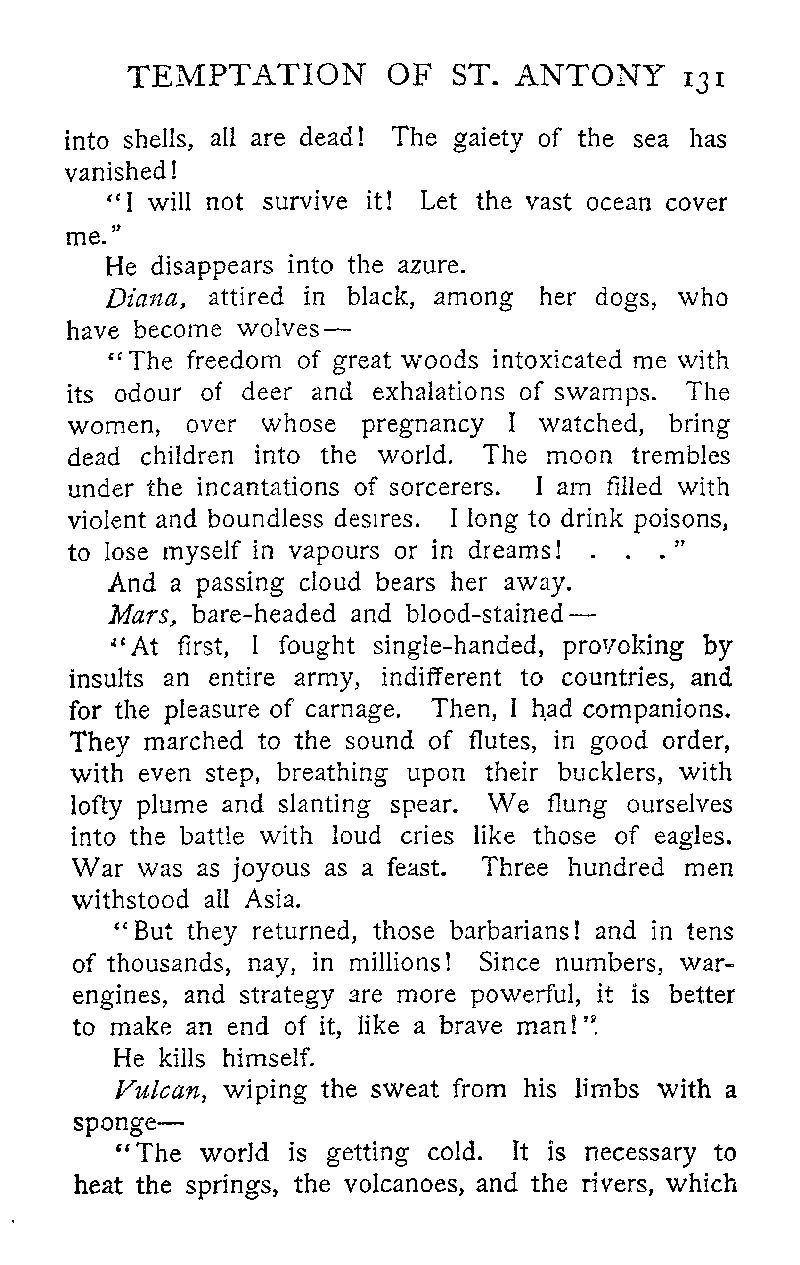 TEMPTATION OF ST. ANTONY 131
into shells, all are dead! The gaiety of the sea has
vanished!
"I will not survive it! Let the vast ocean cover
me."
He disappears into the azure.
Diana, attired in black, among her dogs, who
have become wolves—
"The freedom of great woods intoxicated me with
its odour of deer and exhalations of swamps. The
women, over whose pregnancy I watched, bring
dead children into the world. The moon trembles
under the incantations of sorcerers. I am filled with
violent and boundless desires. I long to drink poisons,
to lose myself in vapours or in dreams! . . ."
And a passing cloud bears her away.
Mars, bare-headed and blood-stained—
"At first, I fought single-handed, provoking by
insults an entire army, indifferent to countries, and
for the pleasure of carnage. Then, I had companions.
They marched to the sound of flutes, in good order,
with even step, breathing upon their bucklers, with
lofty plume and slanting spear. We flung ourselves
into the battle with loud cries like those of eagles.
War was as joyous as a feast. Three hundred men
withstood all Asia.
"But they returned, those barbarians! and in tens
of thousands, nay, in millions! Since numbers, war-
engines, and strategy are more powerful, it is better
to make an end of it, like a brave man!".
He kills himself.
Vulcan, wiping the sweat from his limbs with a
sponge—
"The world is getting cold. It is necessary to
heat the springs, the volcanoes, and the rivers, which